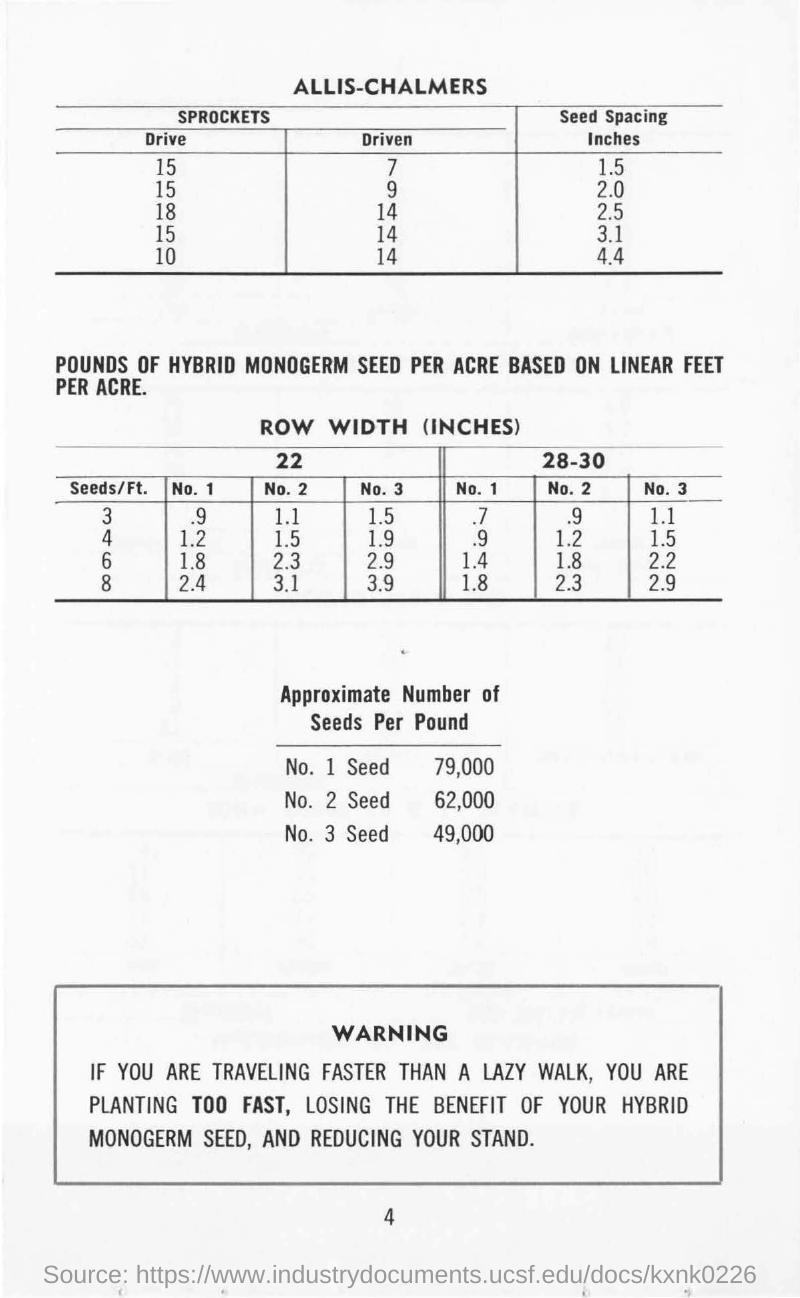 ALLIS-CHALMERS
SPROCKETS Seed Spacing
Drive Driven Inches
15 7 1.5
15 9 2.0
18 14 2.5
15 14 3.1
10 14 4.4
POUNDS OF HYBRID MONOGERM SEED PER ACRE BASED ON LINEAR FEET
PER ACRE.
ROW WIDTH (INCHES)
22 28-30
Seeds/Ft. No. 1 No. 2 No. 3 No. 1 No. 2 No. 3
3 .9 1.1 1.5 .7 .9 1.1
4 1.2 1.5 1.9 .9 1.2 1.5
6 1.8 2.3 2.9 1.4 1.8 2.2
8 2.4 3.1 3.9 1.8 2.3 2.9
Approximate Number of
Seeds Per Pound
No. 1 Seed 79,000
No. 2 Seed 62,000
No. 3 Seed 49,000
WARNING
IF YOU ARE TRAVELING FASTER THAN A LAZY WALK, YOU ARE
PLANTING TOO FAST, LOSING THE BENEFIT OF YOUR HYBRID
MONOGERM SEED, AND REDUCING YOUR STAND.
4
Source: https://www.industrydocuments.ucsf.edu/docs/kxnk0226